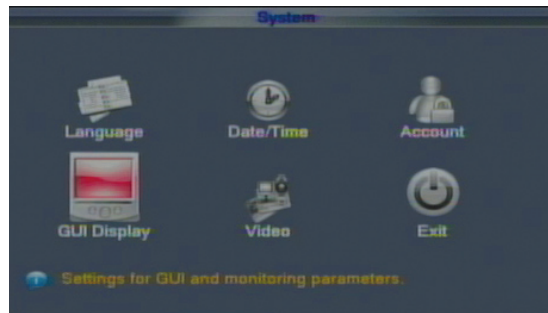 System
Language Date/Time Account
GUI Display Video Exit
Settings for GUI and monitoring parameters.